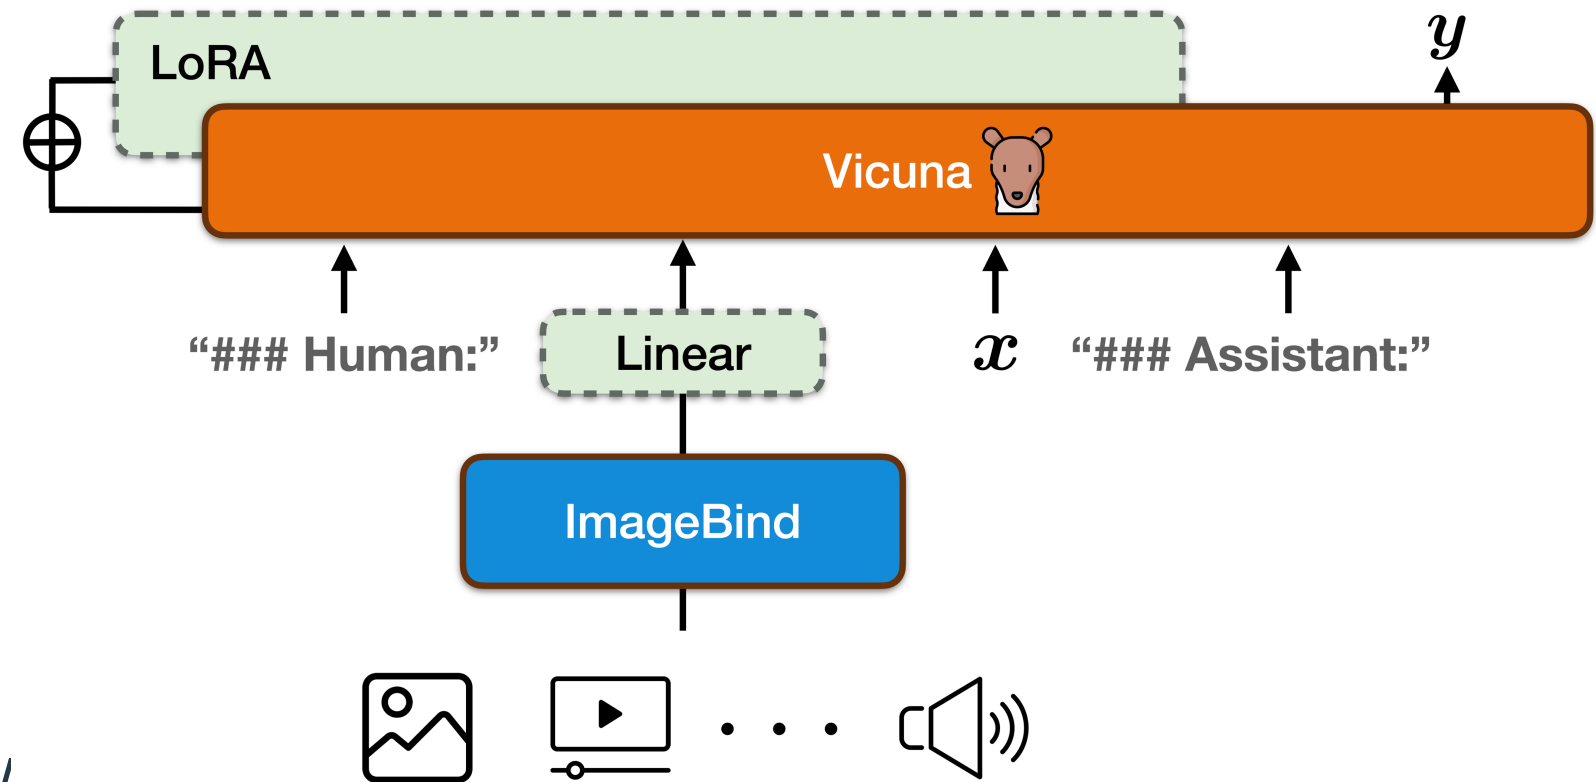 LoRA
y
Vicuna
“### Human:”
Linear
x
“### Assistant:”
ImageBind
. . .